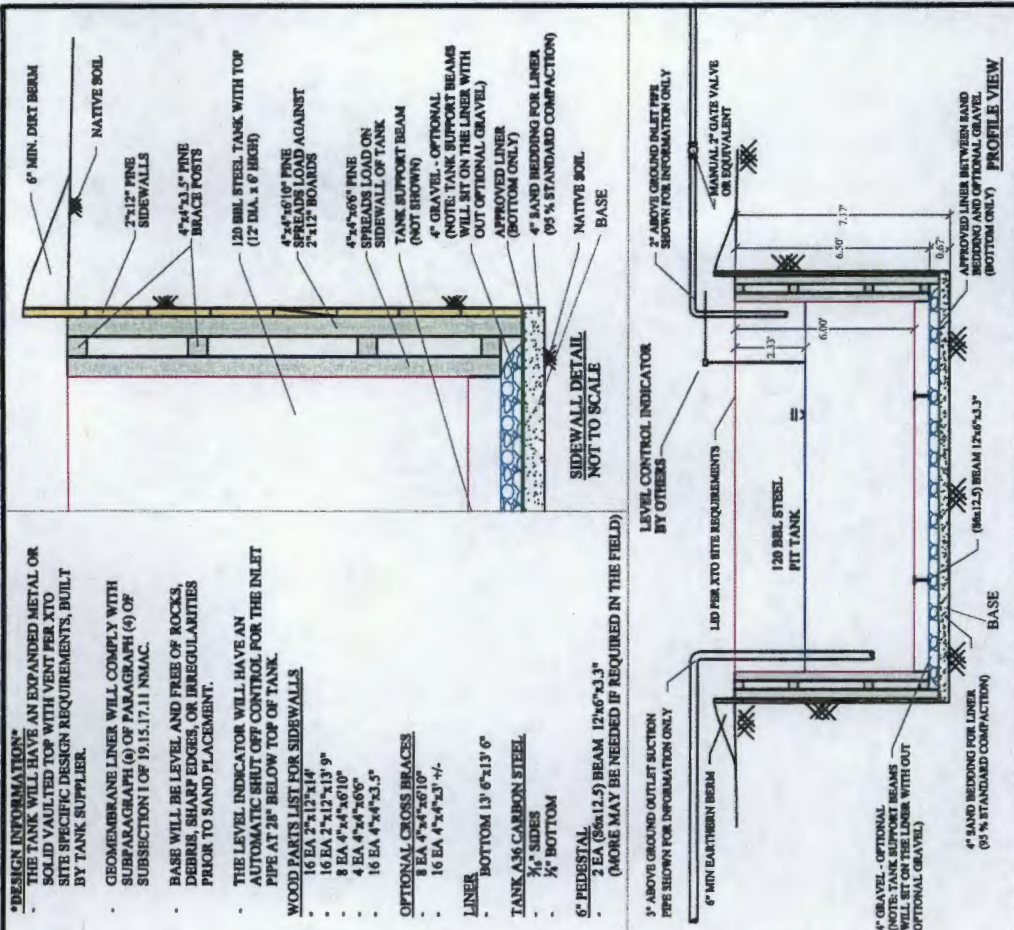 *DESIGN INFORMATION*
- THE TANK WILL HAVE AN EXPANDED METAL OR
SOLID VAULTED TOP WITH VENT PER XTO
SITE SPECIFIC DESIGN REQUIREMENTS, BUILT
BY TANK SUPPLIER.
- GEOMEMBRANE LINER WILL COMPLY WITH
SUBPARAGRAPH (a) OF PARAGRAPH (4) OF
SUBSECTION I OF 19.15.17.11 NMAC.
- BASE WILL BE LEVEL AND FREE OF ROCKS,
DEBRIS, SHARP EDGES, OR IRREGULARITIES
PRIOR TO SAND PLACEMENT.
- THE LEVEL INDICATOR WILL HAVE AN
AUTOMATIC SHUT OFF CONTROL FOR THE INLET
PIPE AT 28" BELOW TOP OF TANK.
WOOD PARTS LIST FOR SIDEWALLS
- 16 EA 2"x12"x14'
- 16 EA 2"x12"x13' 9"
- 8 EA 4"x4"x6'10"
- 4 EA 4"x4"x6'6"
- 16 EA 4"x4"x3.5"
OPTIONAL CROSS BRACES
- 8 EA 4"x4"x6'10"
- 16 EA 4"x4"x3' +/-
LINER
- BOTTOM 13' 6"x13' 6"
TANK A36 CARBON STEEL
- 3/16" SIDES
- 1/4" BOTTOM
6" PEDESTAL
- 2 EA (S6x12.5) BEAM 12'x6"x3.3"
(MORE MAY BE NEEDED IF REQUIRED IN THE FIELD)
6" MIN. DIRT BERM
NATIVE SOIL
2"x12" PINE
SIDEWALLS
4"x4"x3.5" PINE
BRACE POSTS
120 BBL STEEL TANK WITH TOP
(12' DIA. x 6' HIGH)
4"x4"x6'10" PINE
SPREADS LOAD AGAINST
2"x12" BOARDS
4"x4"x6'6" PINE
SPREADS LOAD ON
SIDEWALL OF TANK
TANK SUPPORT BEAM
(NOT SHOWN)
4" GRAVEL - OPTIONAL
(NOTE: TANK SUPPORT BEAMS
WILL SIT ON THE LINER WITH
OUT OPTIONAL GRAVEL)
APPROVED LINER
(BOTTOM ONLY)
4" SAND BEDDING FOR LINER
(95 % STANDARD COMPACTION)
NATIVE SOIL
BASE
SIDEWALL DETAIL
NOT TO SCALE
3" ABOVE GROUND OUTLET SUCTION
PIPE SHOWN FOR INFORMATION ONLY
6" MIN EARTHERN BERM
LEVEL CONTROL INDICATOR
BY OTHERS
LID PER XTO SITE REQUIREMENTS
120 BBL STEEL
PIT TANK
2" ABOVE GROUND INLET PIPE
SHOWN FOR INFORMATION ONLY
MANUAL 2" GATE VALVE
OR EQUIVALENT
2.33'
6.00'
6.50'
7.17'
0.67'
4" GRAVEL - OPTIONAL
(NOTE: TANK SUPPORT BEAMS
WILL SET ON THE LINER WITH OUT
OPTIONAL GRAVEL)
4" SAND BEDDING FOR LINER
(95 % STANDARD COMPACTION)
BASE
(S6x12.5) BEAM 12'x6"x3.3"
APPROVED LINER BETWEEN SAND
BEDDING AND OPTIONAL GRAVEL
(BOTTOM ONLY)
PROFILE VIEW